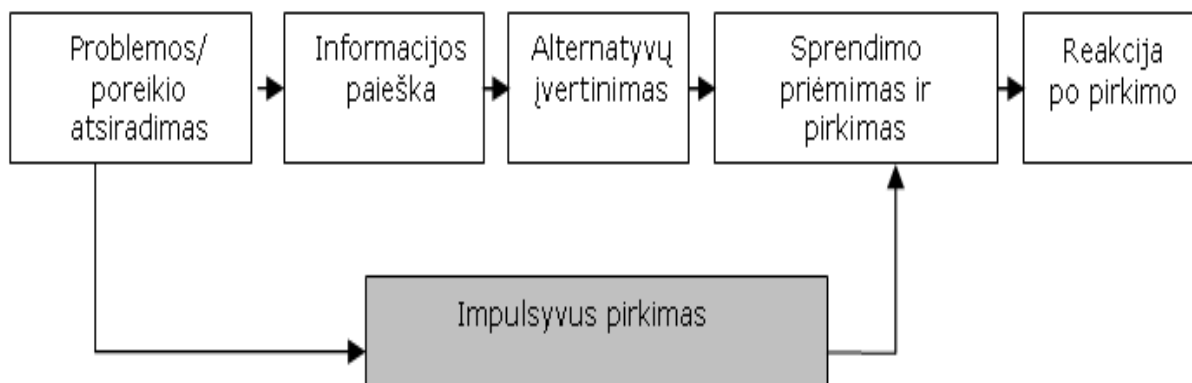 Problemos/
poreikio
atsiradimas
Informacijos
paieška
Alternatyvų
įvertinimas
Sprendimo
priėmimas ir
pirkimas
Reakcija
po pirkimo
Impulsyvus pirkimas